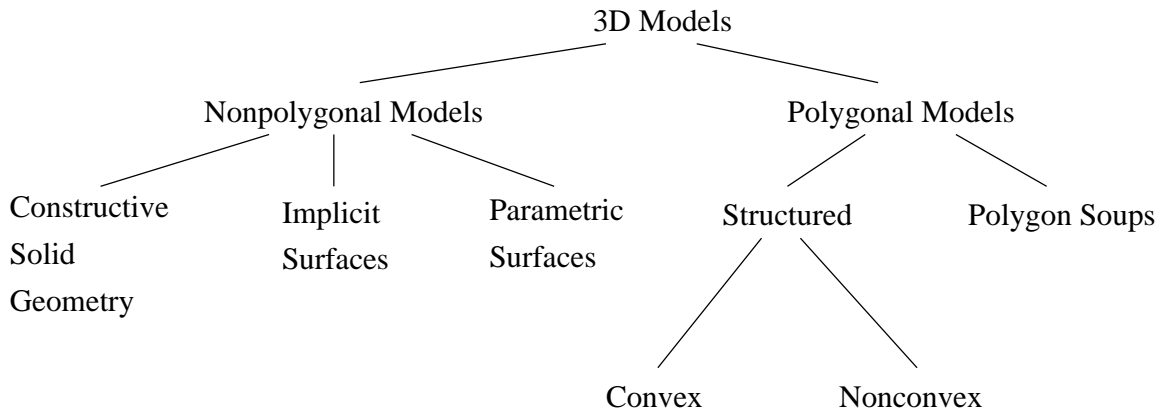 3D Models
Nonpolygonal Models
Polygonal Models
Constructive
Solid
Geometry
Implicit
Surfaces
Parametric
Surfaces
Structured
Polygon Soups
Convex
Nonconvex